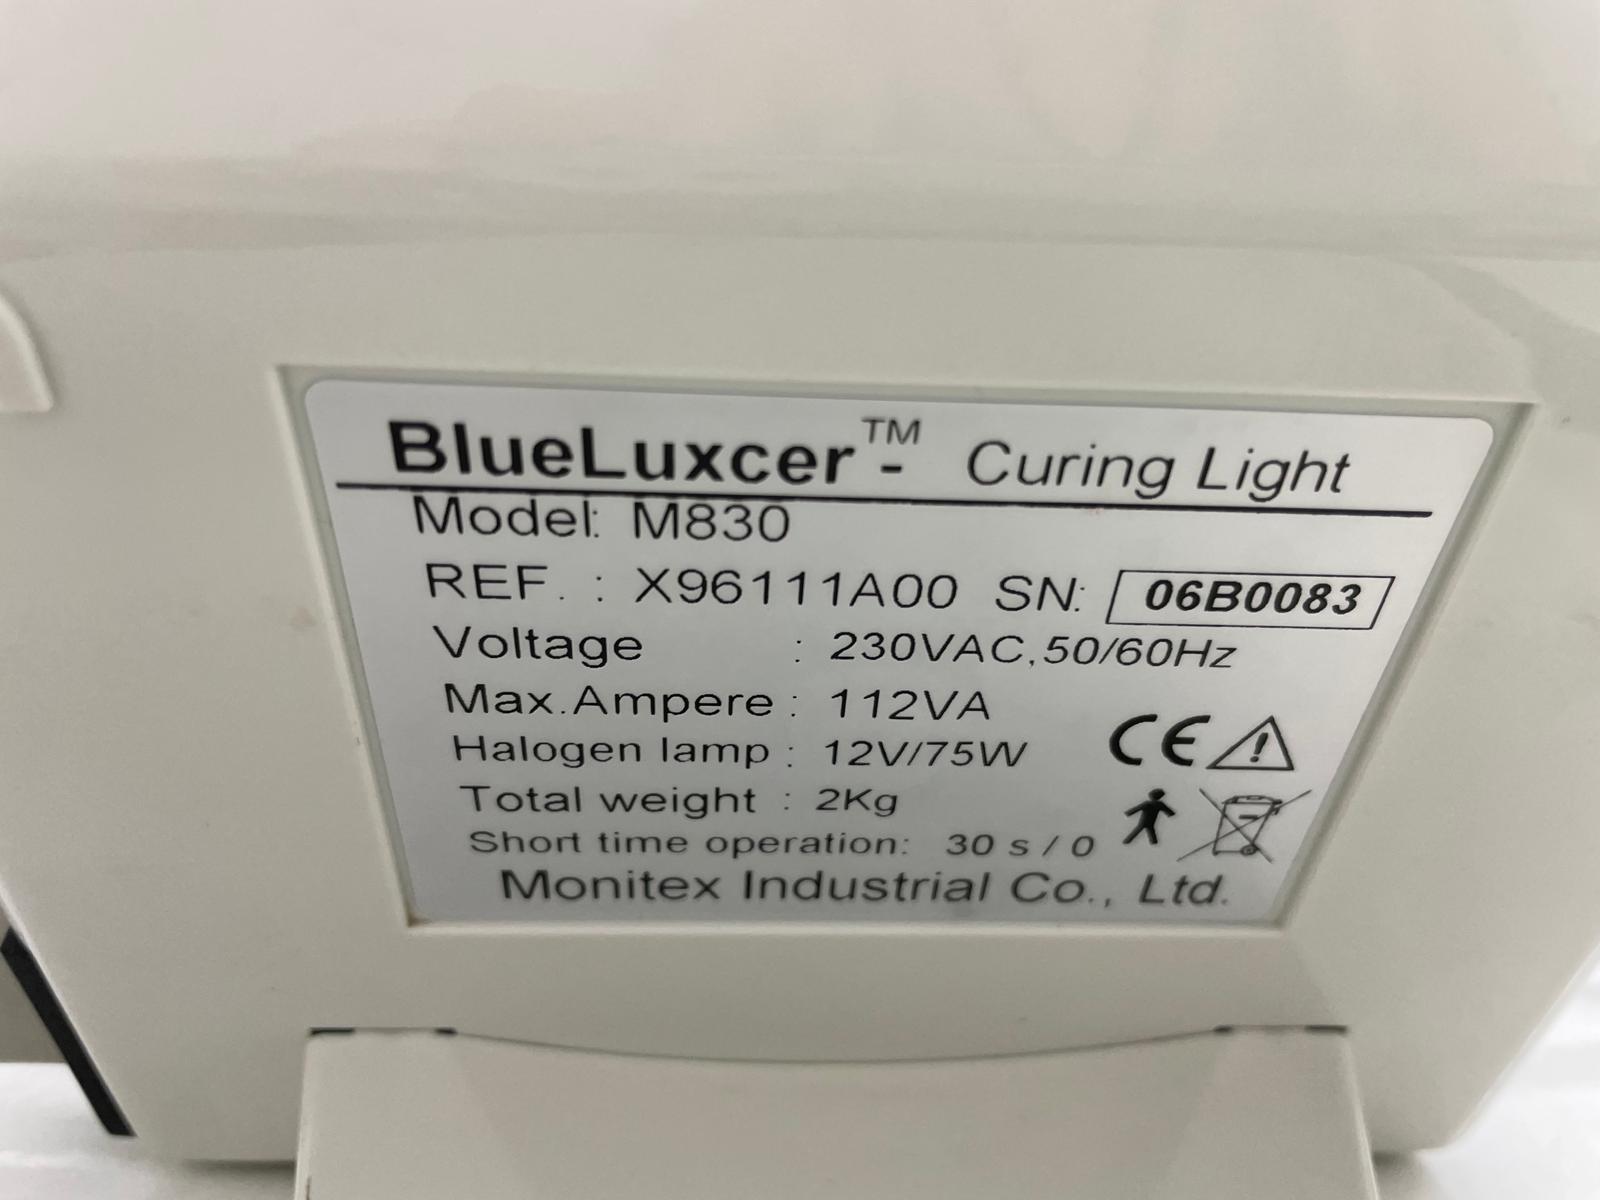 BlueLuxcer™- Curing Light
Model: M830
REF. : X96111A00 SN: 06B0083
Voltage : 230VAC,50/60Hz
Max.Ampere : 112VA
Halogen lamp : 12V/75W CE
Total weight : 2Kg
Short time operation: 30 s / 0
Monitex Industrial Co., Ltd.